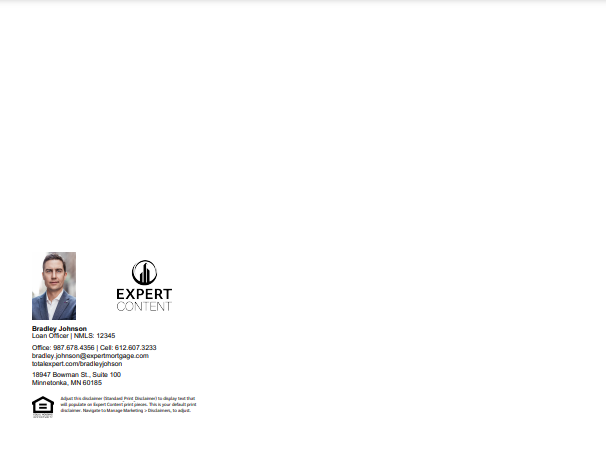 EXPERT
CONTENT
Bradley Johnson
Loan Officer | NMLS: 12345
Office: 987.678.4356 | Cell: 612.607.3233
bradley.johnson@expertmortgage.com
totalexpert.com/bradleyjohson
18947 Bowman St., Suite 100
Minnetonka, MN 60185
Adjust this disclaimer (Standard Print Disclaimer) to display text that
will populate on Expert Content print pieces. This is your default print
disclaimer. Navigate to Manage Marketing > Disclaimers, to adjust.